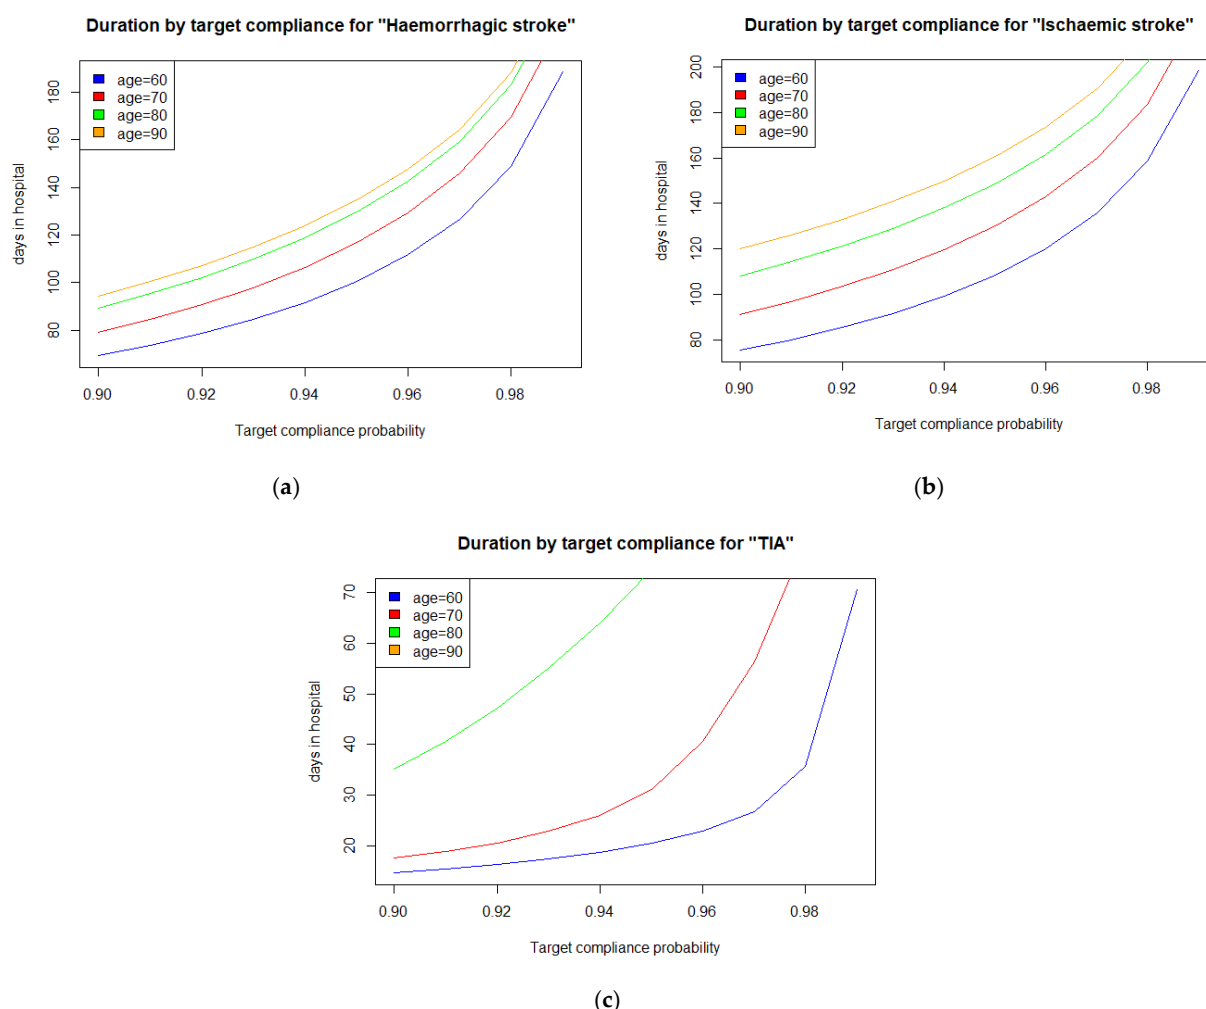 Duration by target compliance for "Haemorrhagic stroke"
days in hospital
80
100
120
140
160
180
age=60
age=70
age=80
age=90
0.90
0.92
0.94
0.96
0.98
Target compliance probability
(a)
Duration by target compliance for "Ischaemic stroke"
days in hospital
80
100
120
140
160
180
200
age=60
age=70
age=80
age=90
0.90
0.92
0.94
0.96
0.98
Target compliance probability
(b)
Duration by target compliance for "TIA"
days in hospital
20
30
40
50
60
70
age=60
age=70
age=80
age=90
0.90
0.92
0.94
0.96
0.98
Target compliance probability
(c)